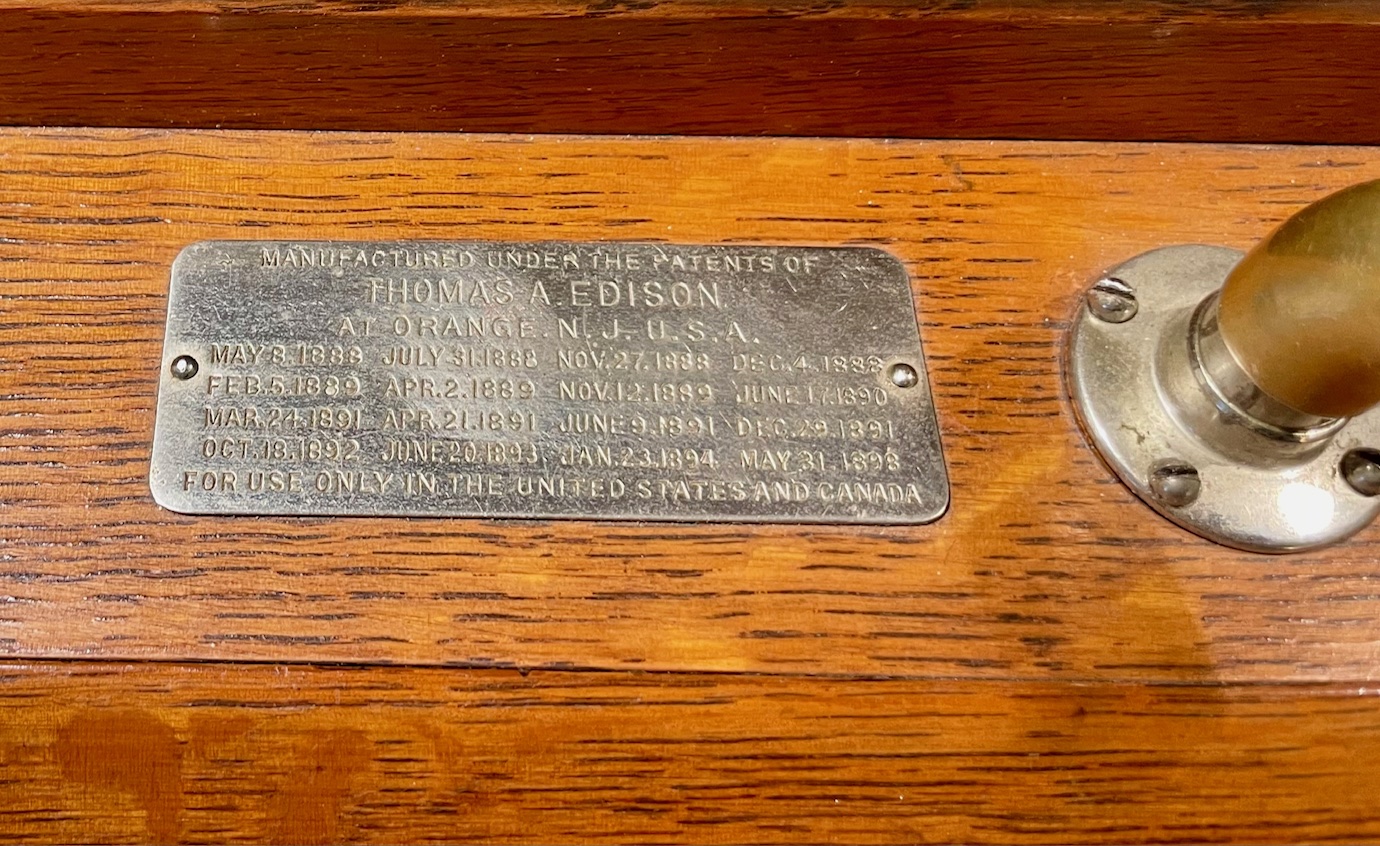 MANUFACTURED UNDER THE PATENTS OF
THOMAS A. EDISON
AT ORANGE. N. J. U. S. A.
MAY 8. 1888 JULY 31. 1888 NOV. 27. 1888 DEC. 4. 1888
FEB. 5. 1889 APR. 2. 1889 NOV. 12. 1889 JUNE 17. 1890
MAR. 24. 1891 APR. 21. 1891 JUNE 9. 1891 DEC. 29. 1891
OCT. 18. 1892 JUNE 20. 1893 JAN. 23. 1894 MAY 31. 1898
FOR USE ONLY IN THE UNITED STATES AND CANADA